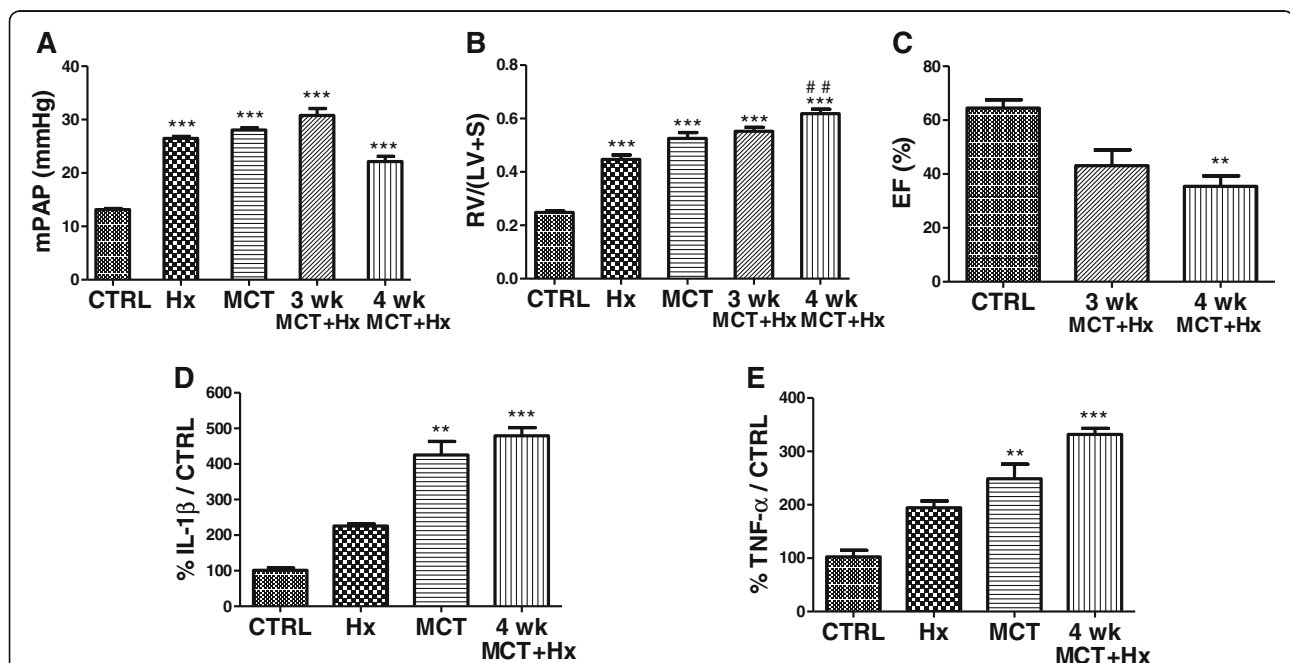 A
mPAP (mmHg)
40
30
20
10
0
***
***
***
***
CTRL Hx MCT 3 wk 4 wk
MCT+Hx MCT+Hx
B
RV/(LV+S)
0.8
0.6
0.4
0.2
0.0
***
***
***
# #
***
CTRL Hx MCT 3 wk 4 wk
MCT+Hx MCT+Hx
C
EF (%)
80
60
40
20
0
**
CTRL 3 wk 4 wk
MCT+Hx MCT+Hx
D
% IL-1β / CTRL
600
500
400
300
200
100
0
**
***
CTRL Hx MCT 4 wk
MCT+Hx
E
% TNF-α / CTRL
400
300
200
100
0
**
***
CTRL Hx MCT 4 wk
MCT+Hx